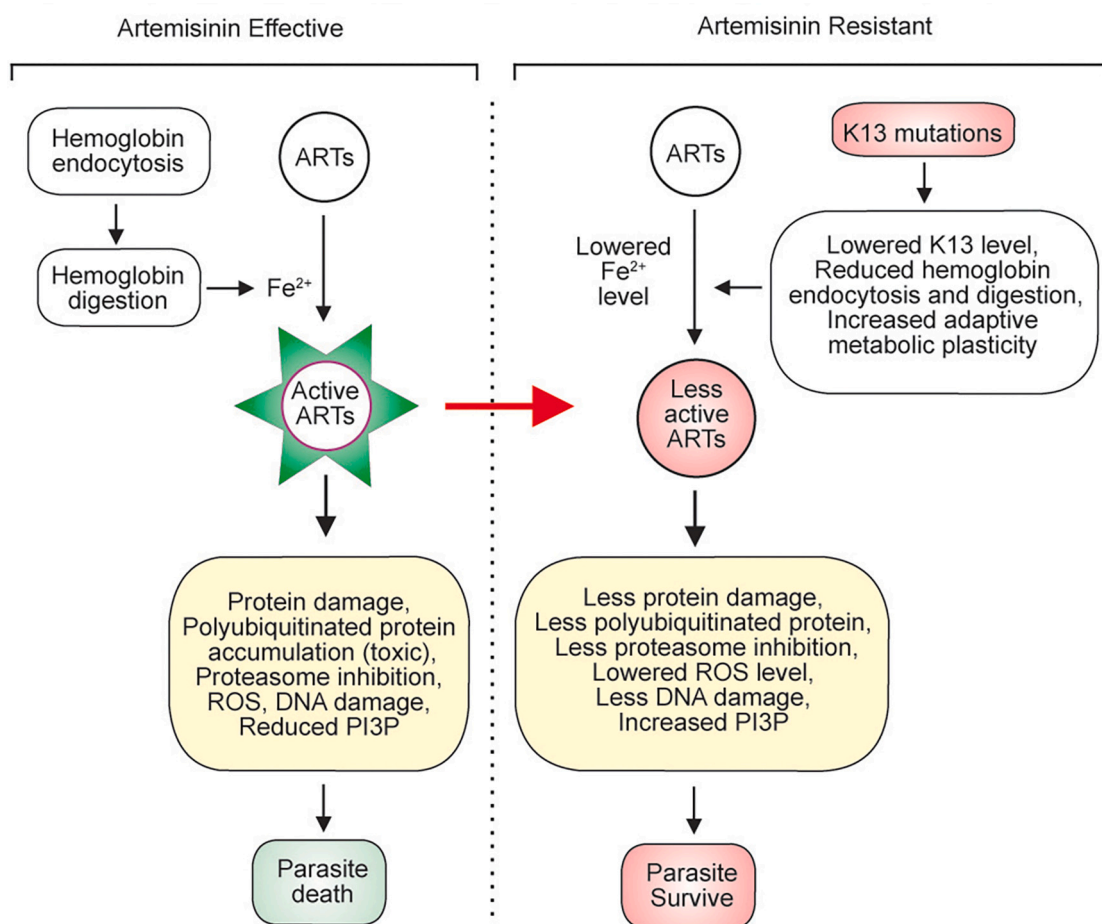 Artemisinin Effective
Hemoglobin
endocytosis
ARTs
Hemoglobin
digestion
Fe²⁺
Active
ARTs
Protein damage,
Polyubiquitinated protein
accumulation (toxic),
Proteasome inhibition,
ROS, DNA damage,
Reduced PI3P
Parasite
death
Artemisinin Resistant
ARTs
K13 mutations
Lowered
Fe²⁺
level
Lowered K13 level,
Reduced hemoglobin
endocytosis and digestion,
Increased adaptive
metabolic plasticity
Less
active
ARTs
Less protein damage,
Less polyubiquitinated protein,
Less proteasome inhibition,
Lowered ROS level,
Less DNA damage,
Increased PI3P
Parasite
Survive